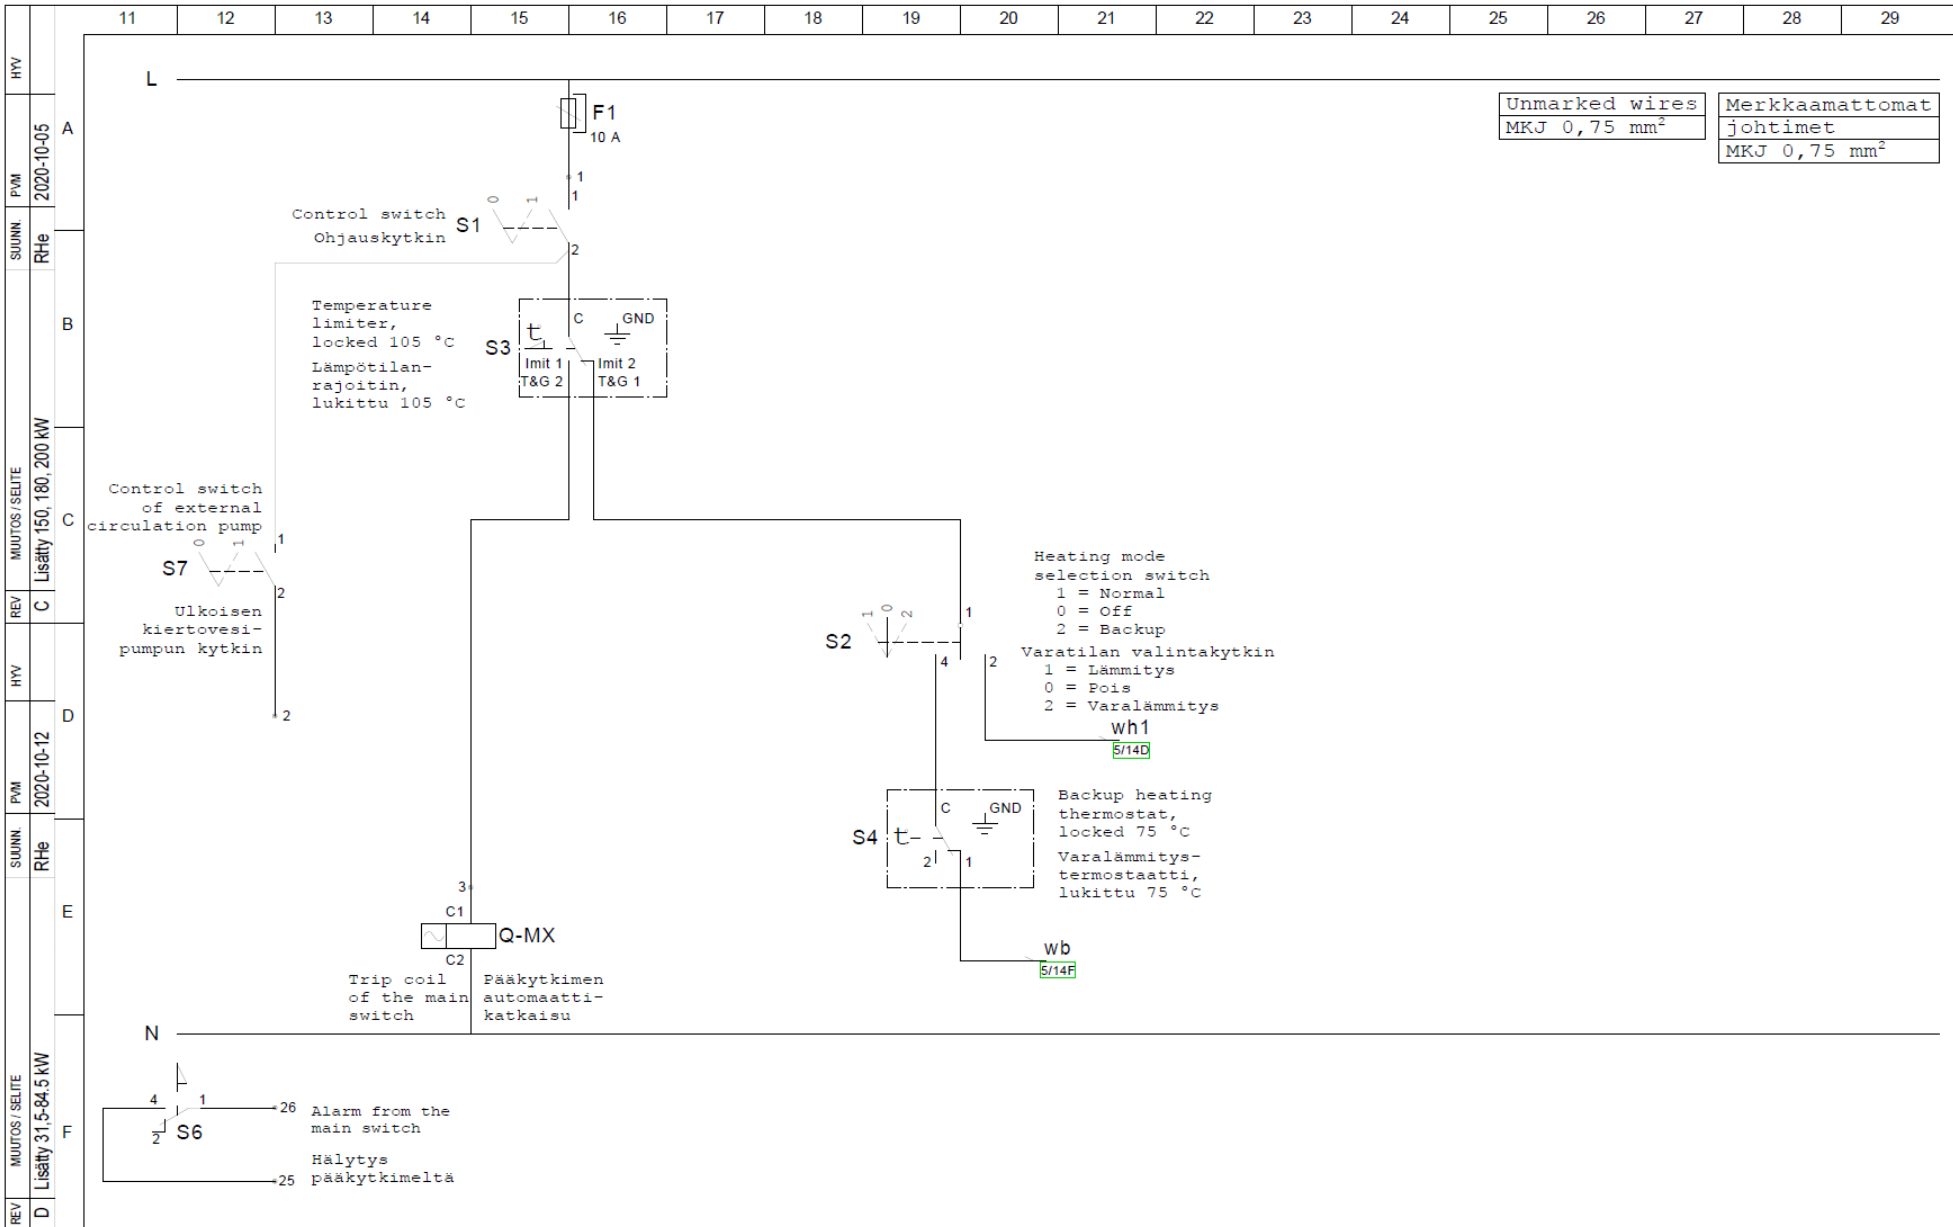 11 12 13 14 15 16 17 18 19 20 21 22 23 24 25 26 27 28 29
HYV
PVM
2020-10-05
SUUNN.
RHe
MUUTOS / SELITE
Lisätty 150, 180, 200 kW
REV
C
HYV
PVM
2020-10-12
SUUNN.
RHe
MUUTOS / SELITE
Lisätty 31,5-84.5 kW
REV
D
A
B
C
D
E
F
L
F1
10 A
1
1
Unmarked wires
MKJ 0,75 mm²
Merkkaamattomat
johtimet
MKJ 0,75 mm²
Control switch
Ohjauskytkin
S1
0 1
2
Temperature
limiter,
locked 105 °C
Lämpötilan-
rajoitin,
lukittu 105 °C
S3
t
C
GND
Imit 1
T&G 2
Imit 2
T&G 1
Control switch
of external
circulation pump
0 1
1
S7
2
Ulkoisen
kiertovesi-
pumpun kytkin
2
Heating mode
selection switch
1 = Normal
0 = Off
2 = Backup
Varatilan valintakytkin
1 = Lämmitys
0 = Pois
2 = Varalämmitys
1 0 2
1
S2
4
2
wh1
5/14D
Backup heating
thermostat,
locked 75 °C
Varalämmitys-
termostaatti,
lukittu 75 °C
S4
t
C
GND
2
1
wb
5/14F
3
C1
Q-MX
C2
Trip coil
of the main
switch
Pääkytkimen
automaatti-
katkaisu
N
4
1
2
S6
26
Alarm from the
main switch
Hälytys
pääkytkimeltä
25